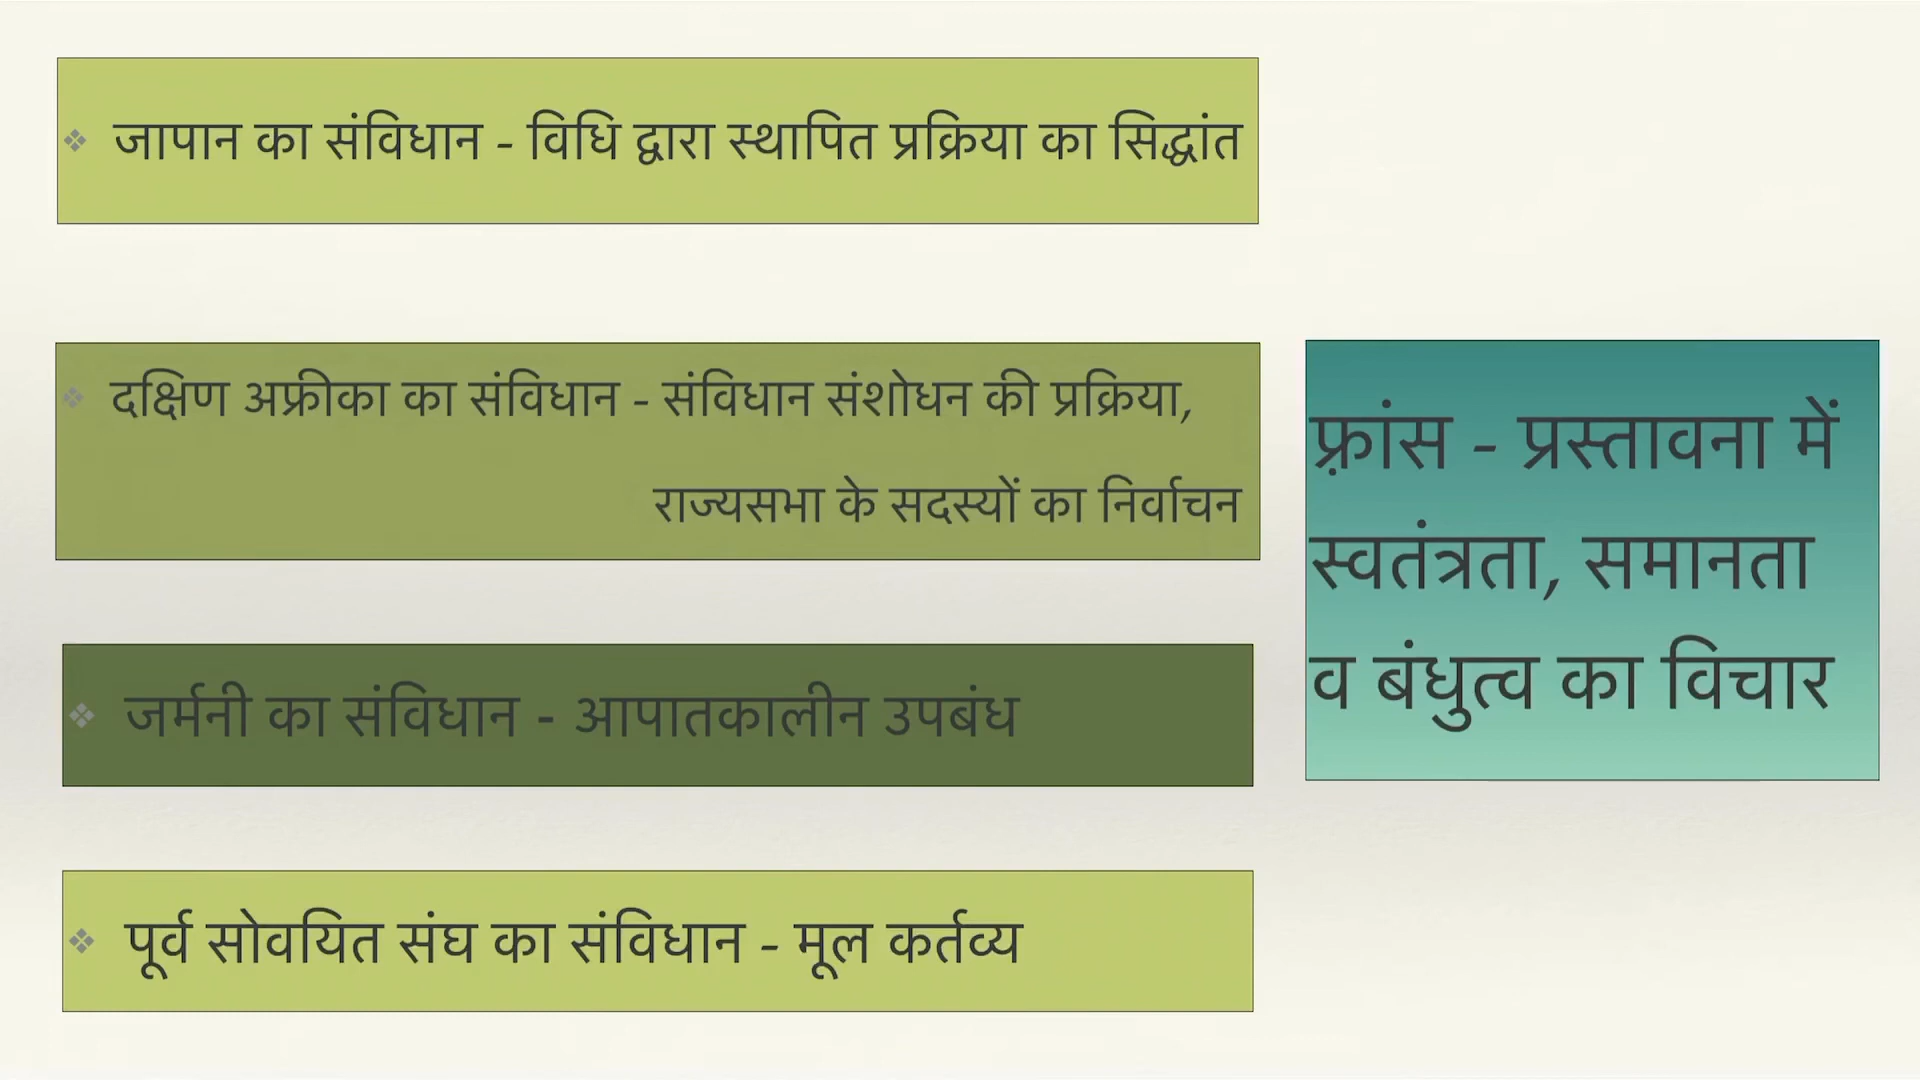 ❖ जापान का संविधान - विधि द्वारा स्थापित प्रक्रिया का सिद्धांत
❖ दक्षिण अफ्रीका का संविधान - संविधान संशोधन की प्रक्रिया,
राज्यसभा के सदस्यों का निर्वाचन
❖ जर्मनी का संविधान - आपातकालीन उपबंध
❖ पूर्व सोवयित संघ का संविधान - मूल कर्तव्य
फ़्रांस - प्रस्तावना में
स्वतंत्रता, समानता
व बंधुत्व का विचार